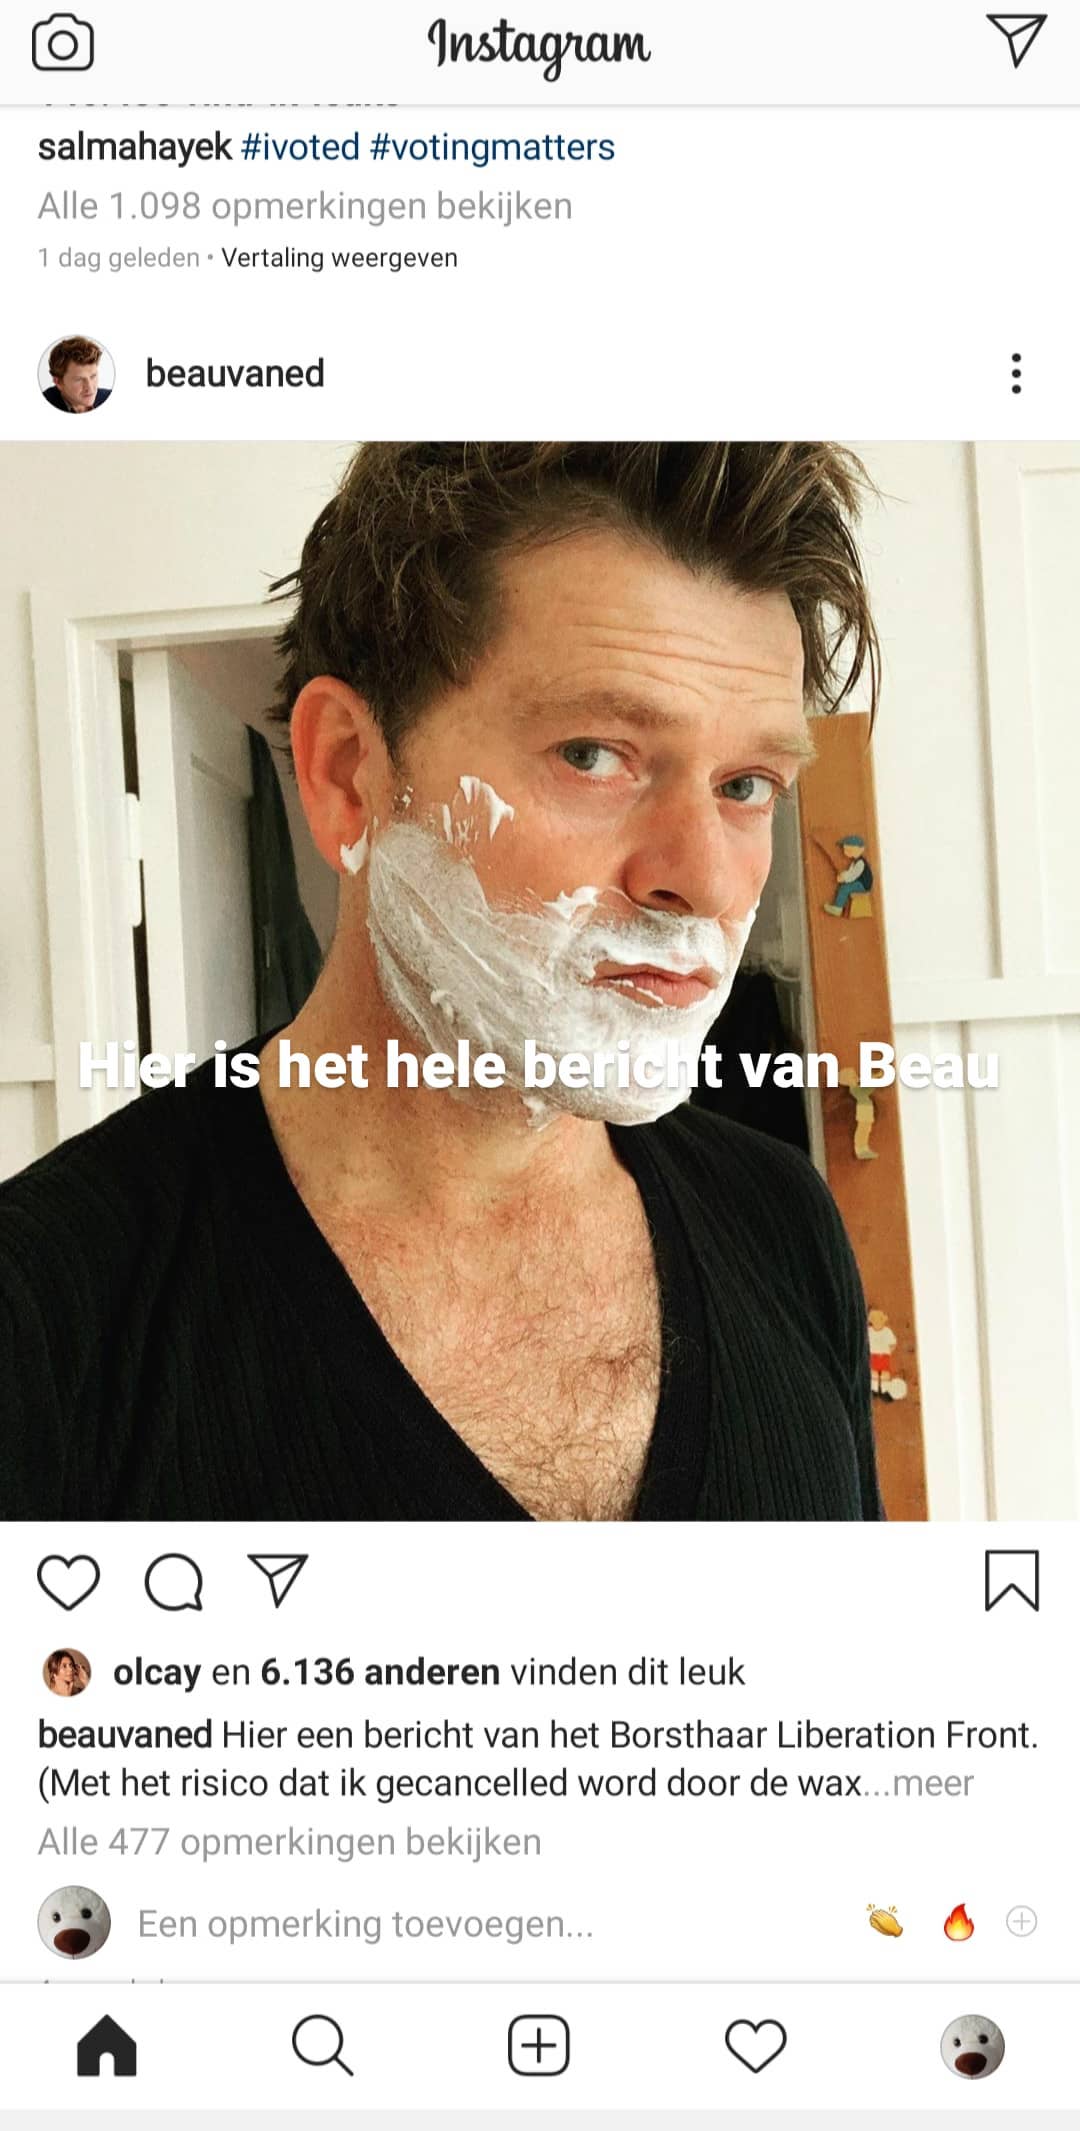 Instagram
salmahayek #ivoted #votingmatters
Alle 1.098 opmerkingen bekijken
1 dag geleden • Vertaling weergeven
beauvaned
Hier is het hele bericht van Beau
olcay en 6.136 anderen vinden dit leuk
beauvaned Hier een bericht van het Borsthaar Liberation Front.
(Met het risico dat ik gecancelled word door de wax...meer
Alle 477 opmerkingen bekijken
Een opmerking toevoegen...